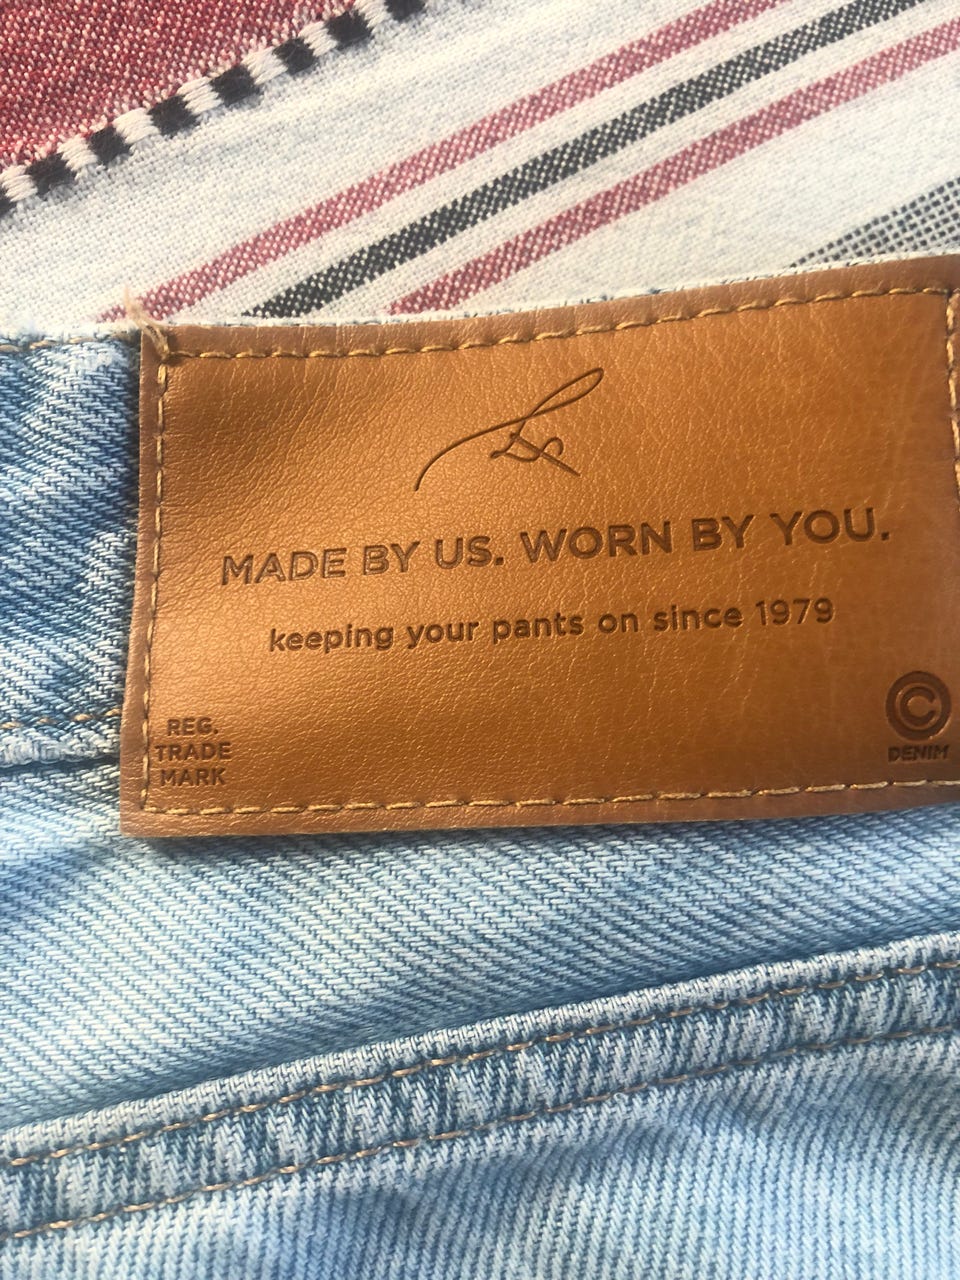 MADE BY US. WORN BY YOU.
keeping your pants on since 1979
REG.
TRADE
MARK
©
DENIM